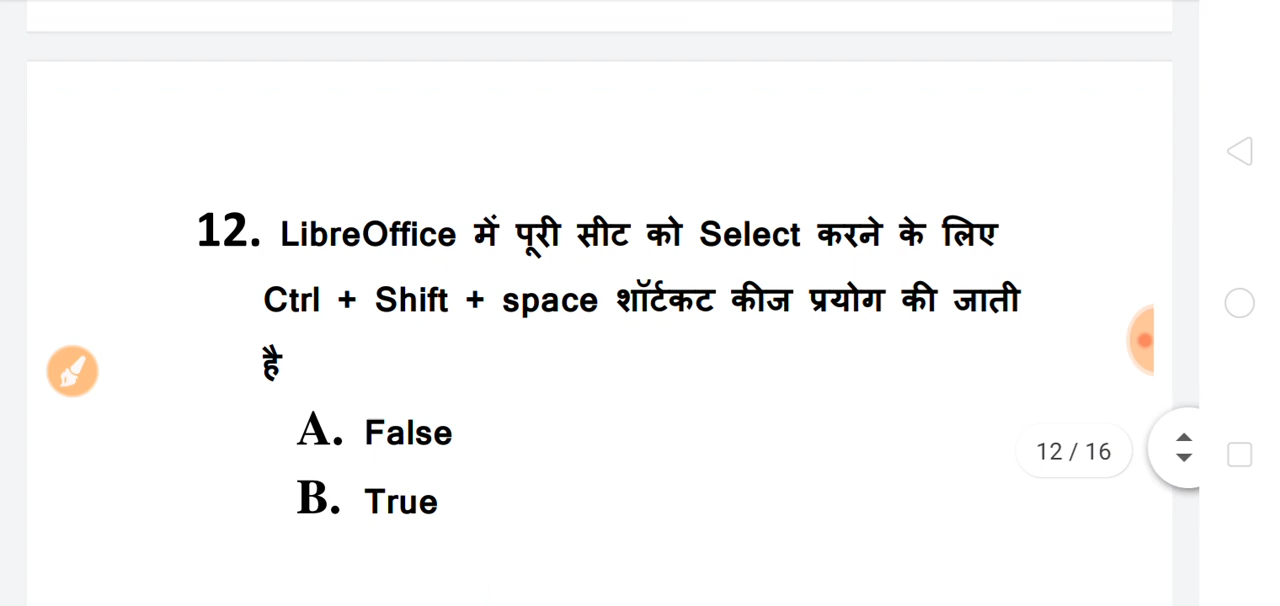 12. LibreOffice में पूरी सीट को Select करने के लिए
Ctrl + Shift + space शॉर्टकट कीज प्रयोग की जाती
है
A. False
12 / 16
B. True